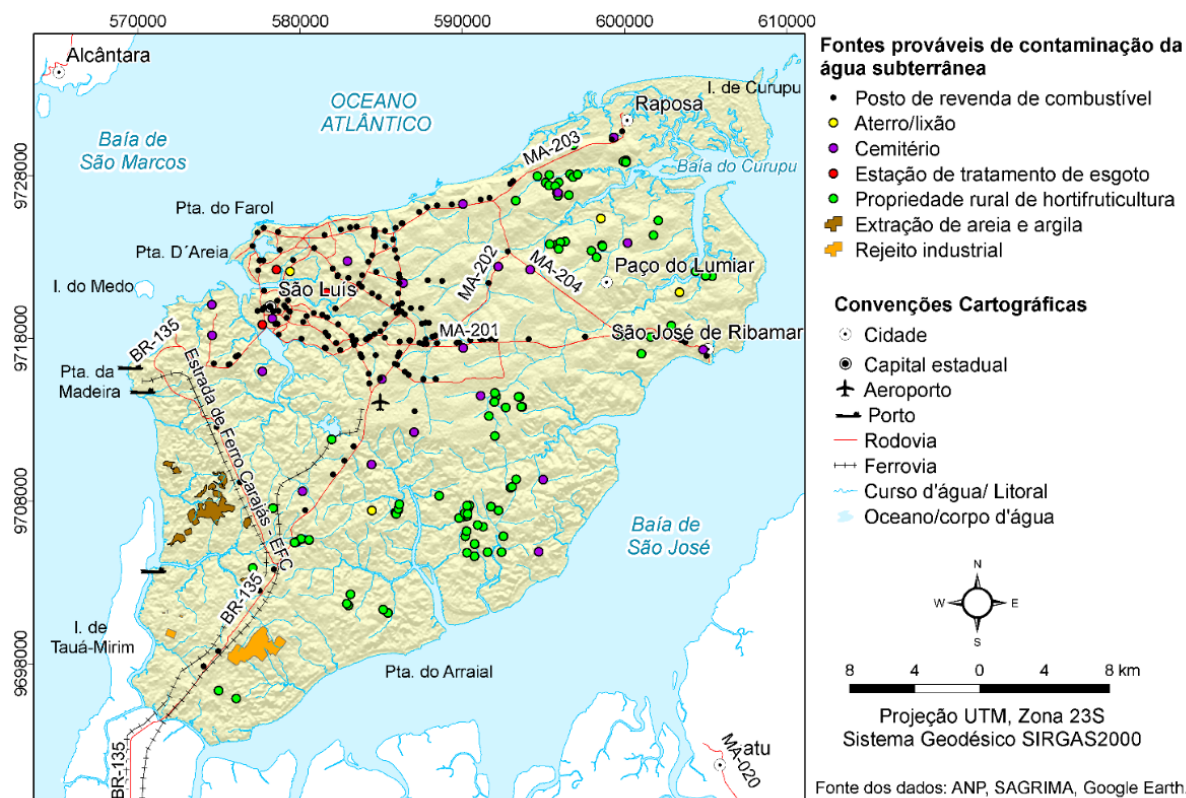 570000
580000
590000
600000
610000
9728000
9718000
9708000
9698000
Alcântara
OCEANO
ATLÂNTICO
Baía de
São Marcos
I. de Curupu
Raposa
MA-203
Baía do Curupu
Pta. do Farol
Pta. D´Areia
I. do Medo
São Luís
MA-202
MA-204
Paço do Lumiar
MA-201
São José de Ribamar
BR-135
Pta. da
Madeira
Estrada de Ferro Carajás - EFC
Baía de
São José
BR-135
I. de
Tauá-Mirim
Pta. do Arraial
BR-135
atu
MA-020
Fontes prováveis de contaminação da
água subterrânea
Posto de revenda de combustível
Aterro/lixão
Cemitério
Estação de tratamento de esgoto
Propriedade rural de hortifruticultura
Extração de areia e argila
Rejeito industrial
Convenções Cartográficas
Cidade
Capital estadual
Aeroporto
Porto
Rodovia
Ferrovia
Curso d'água/ Litoral
Oceano/corpo d'água
N
W
E
S
8 4 0 4 8 km
Projeção UTM, Zona 23S
Sistema Geodésico SIRGAS2000
Fonte dos dados: ANP, SAGRIMA, Google Earth.